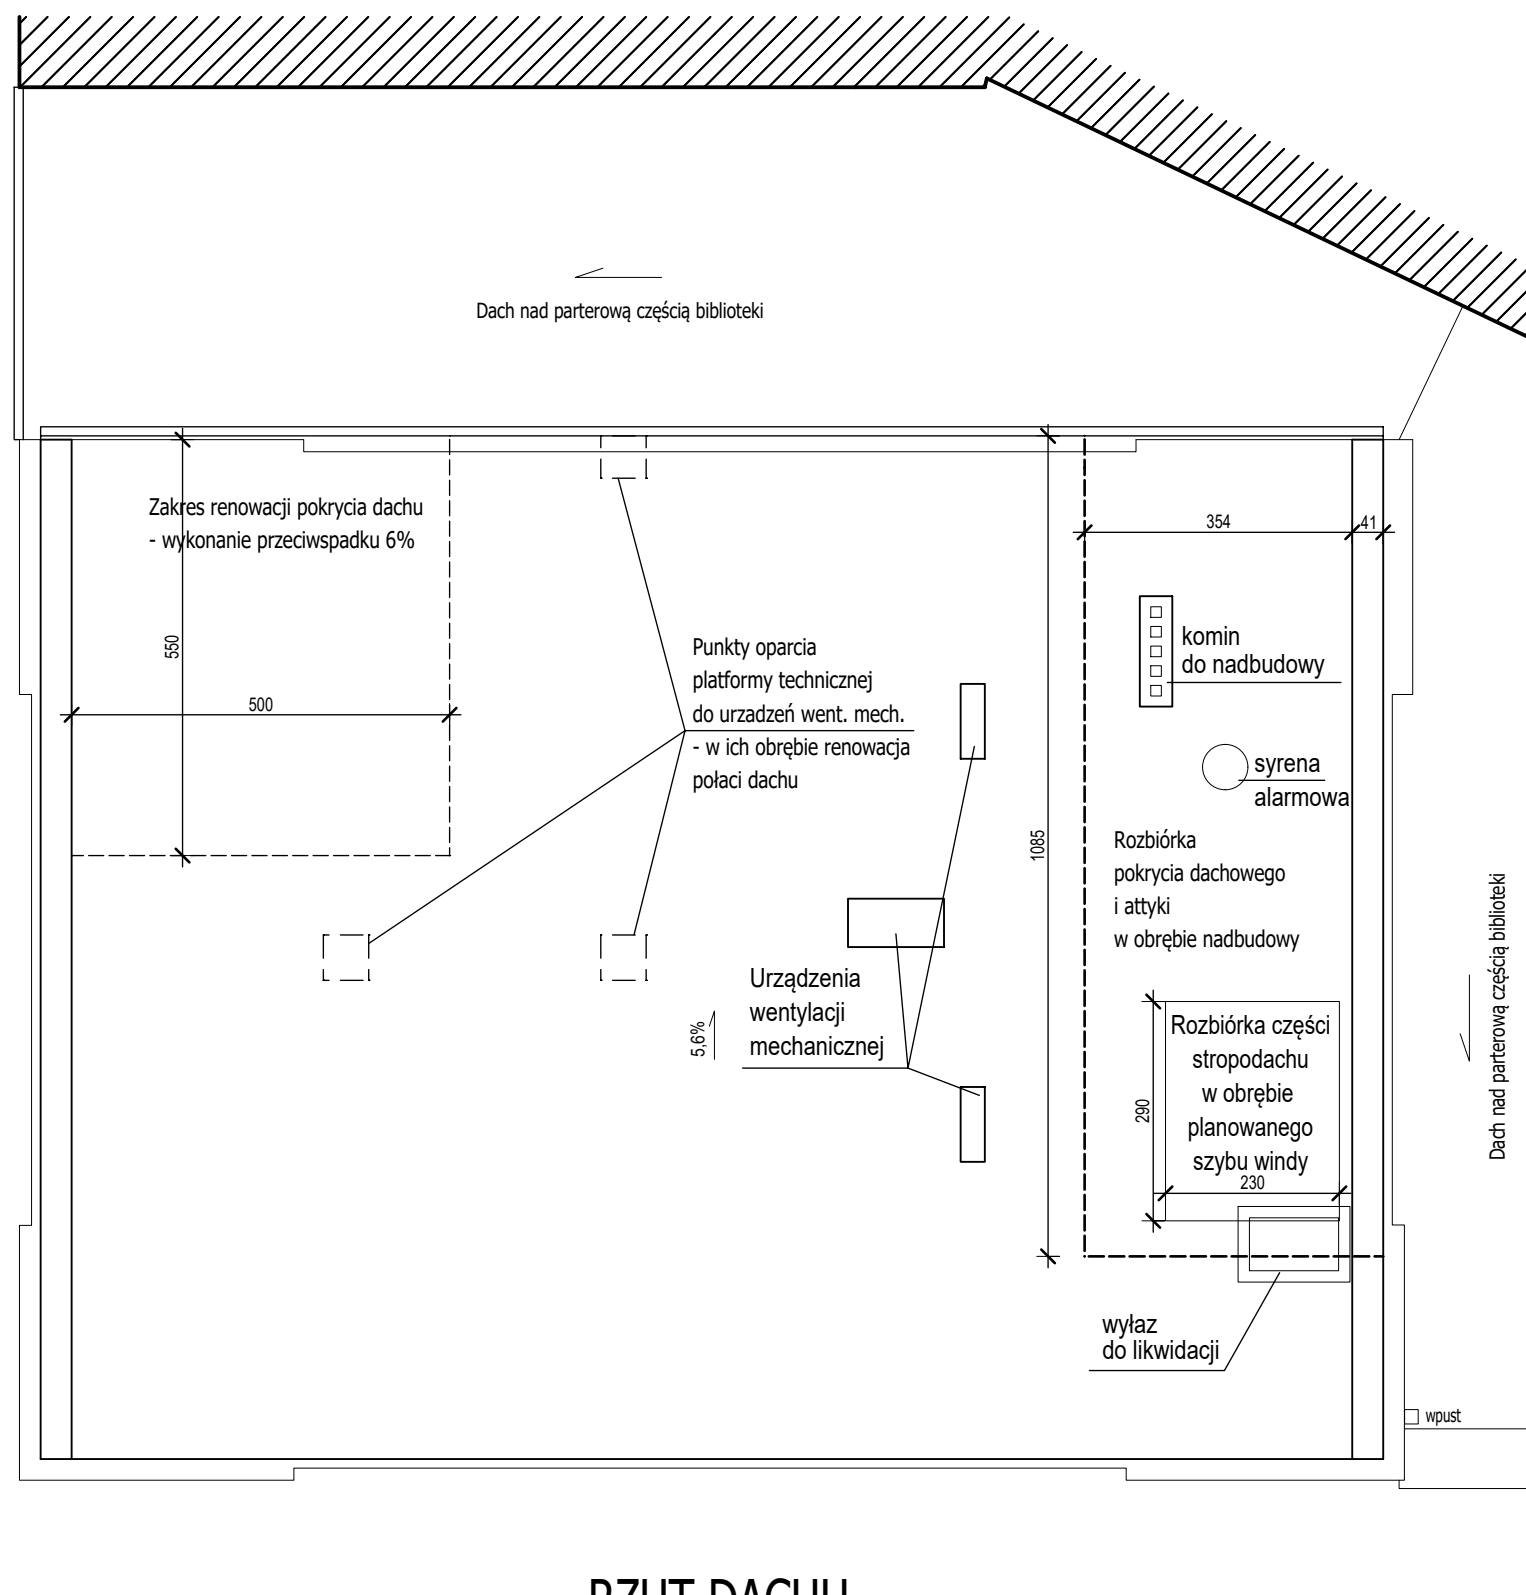 Dach nad parterową częścią biblioteki
Zakres renowacji pokrycia dachu
- wykonanie przeciwspadku 6%
550
500
Punkty oparcia
platformy technicznej
do urzadzeń went. mech.
- w ich obrębie renowacja
połaci dachu
354
41
komin
do nadbudowy
syrena
alarmowa
1085
Rozbiórka
pokrycia dachowego
i attyki
w obrębie nadbudowy
Urządzenia
wentylacji
mechanicznej
5,6%
Rozbiórka części
stropodachu
w obrębie
planowanego
szybu windy
290
230
Dach nad parterową częścią biblioteki
wyłaz
do likwidacji
wpust
RZUT DACHU